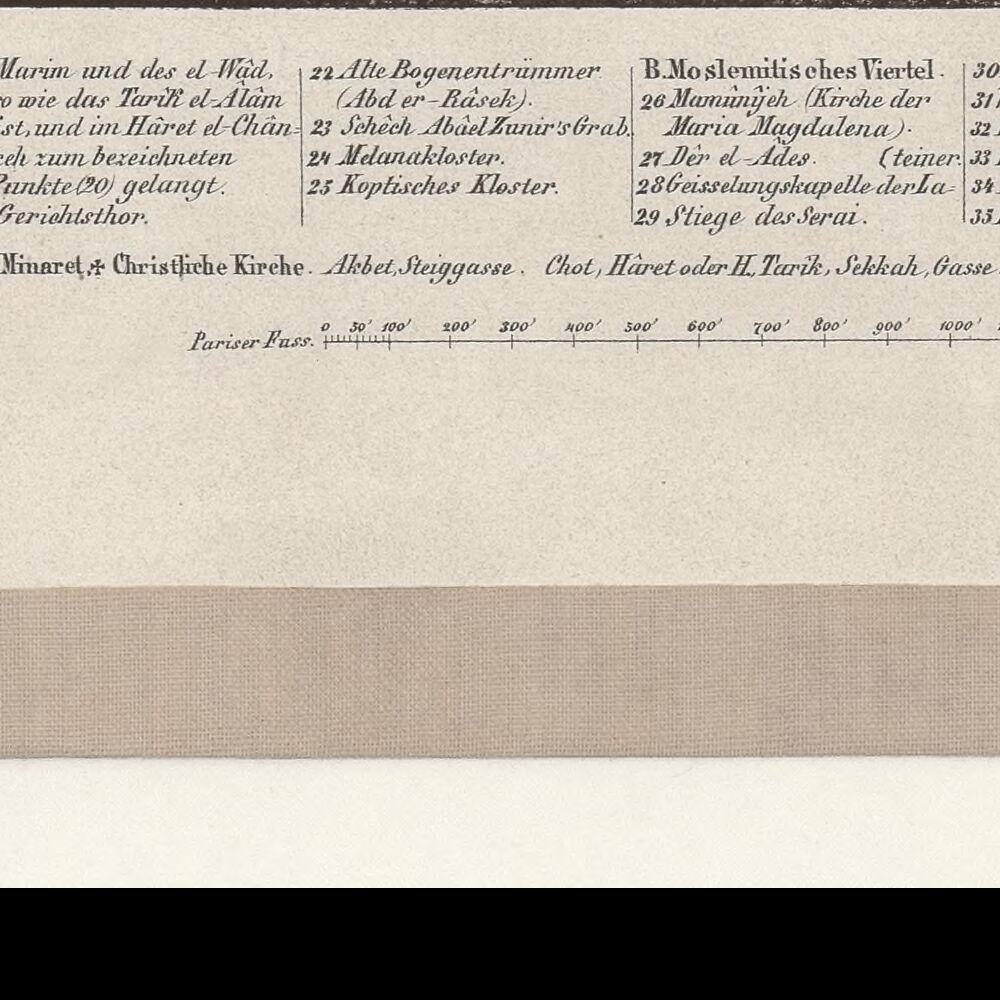 Marim und des el-Wâd,
so wie das Tarîk el-Alâm
ist, und im Hâret el-Chân-
zum bezeichneten
Punkte (20) gelangt.
Gerichtsthor.
22 Alte Bogenentrümmer
(Abd er-Râsek).
23 Schêch Abâel Zunir's Grab.
24 Melanakloster.
25 Koptisches Kloster.
B. Moslemitisches Viertel.
26 Mamûnîjeh (Kirche der
Maria Magdalena).
27 Dêr el-Âdes. (teiner.
28 Geisselungskapelle der La-
29 Stiege des Serai.
30
31
32
33
34
35
Minaret, ✢ Christliche Kirche. Akbet, Steiggasse. Chot, Hâret oder H., Tarîk, Sekkah, Gasse.
Pariser Fuss. 0 50' 100' 200' 300' 400' 500' 600' 700' 800' 900' 1000'